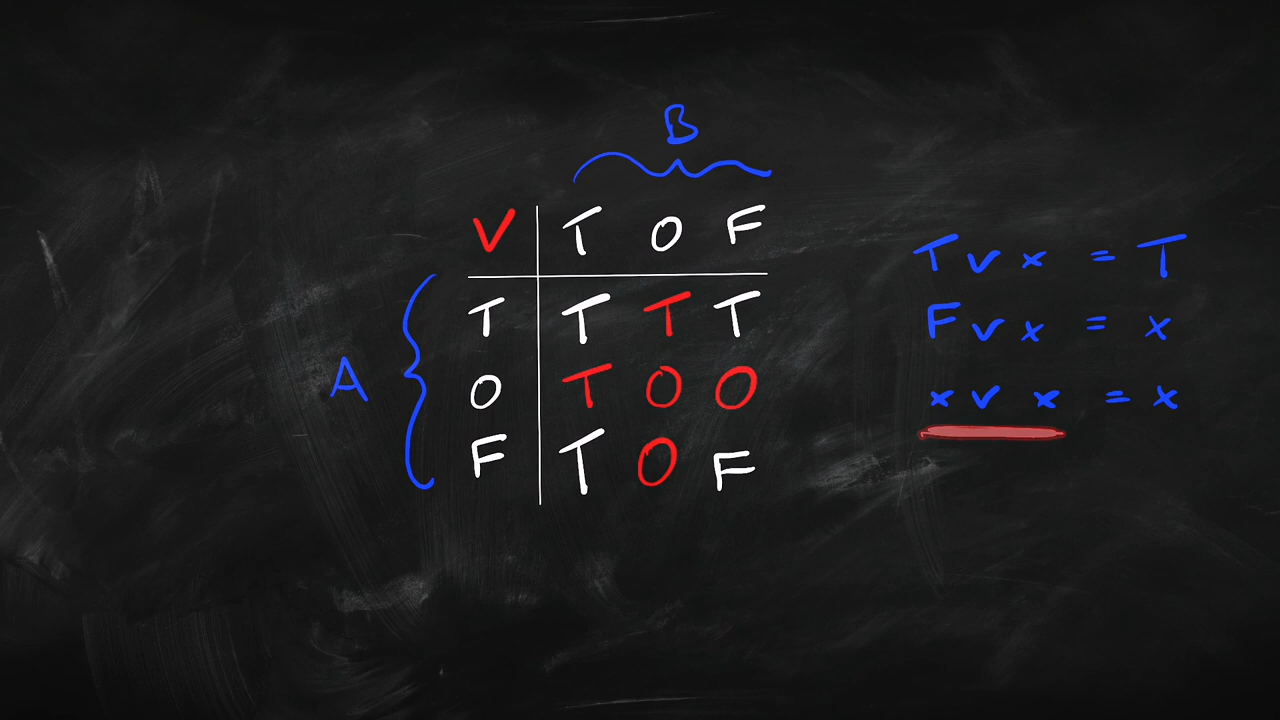 B
V T O F
T T T T
A O T O O
F T O F
T v x = T
F v x = x
x v x = x